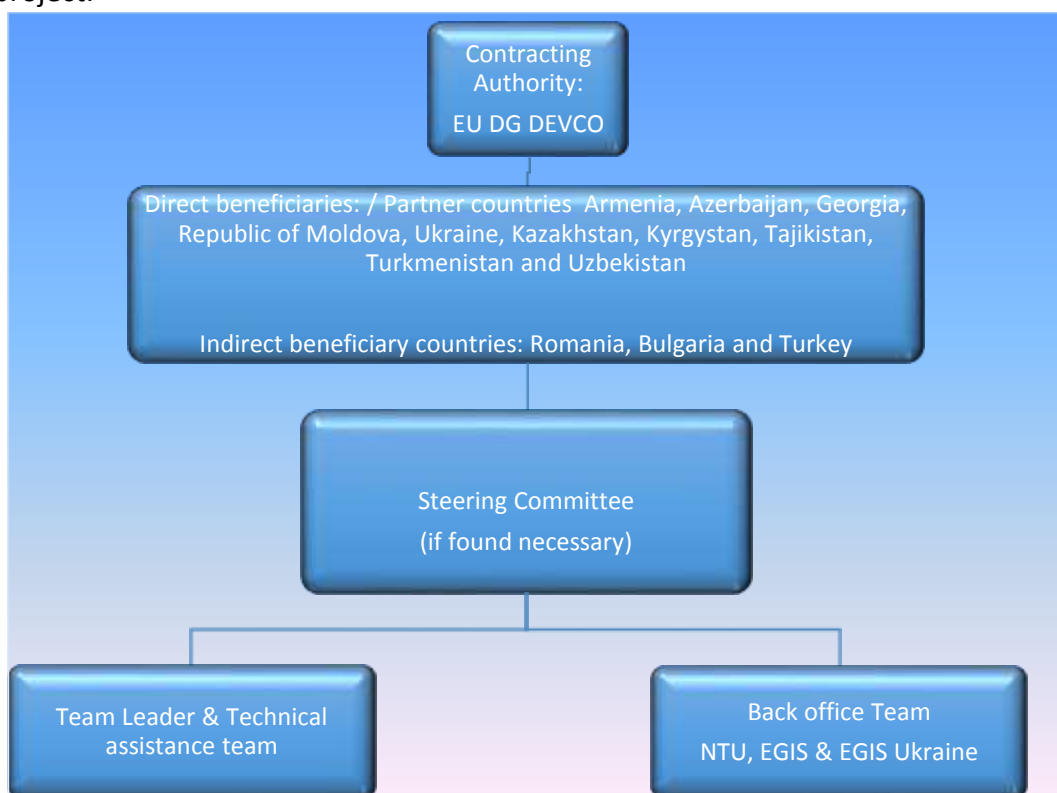 project.
Contracting
Authority:
EU DG DEVCO
Direct beneficiaries: / Partner countries Armenia, Azerbaijan, Georgia,
Republic of Moldova, Ukraine, Kazakhstan, Kyrgystan, Tajikistan,
Turkmenistan and Uzbekistan
Indirect beneficiary countries: Romania, Bulgaria and Turkey
Steering Committee
(if found necessary)
Team Leader & Technical
assistance team
Back office Team
NTU, EGIS & EGIS Ukraine